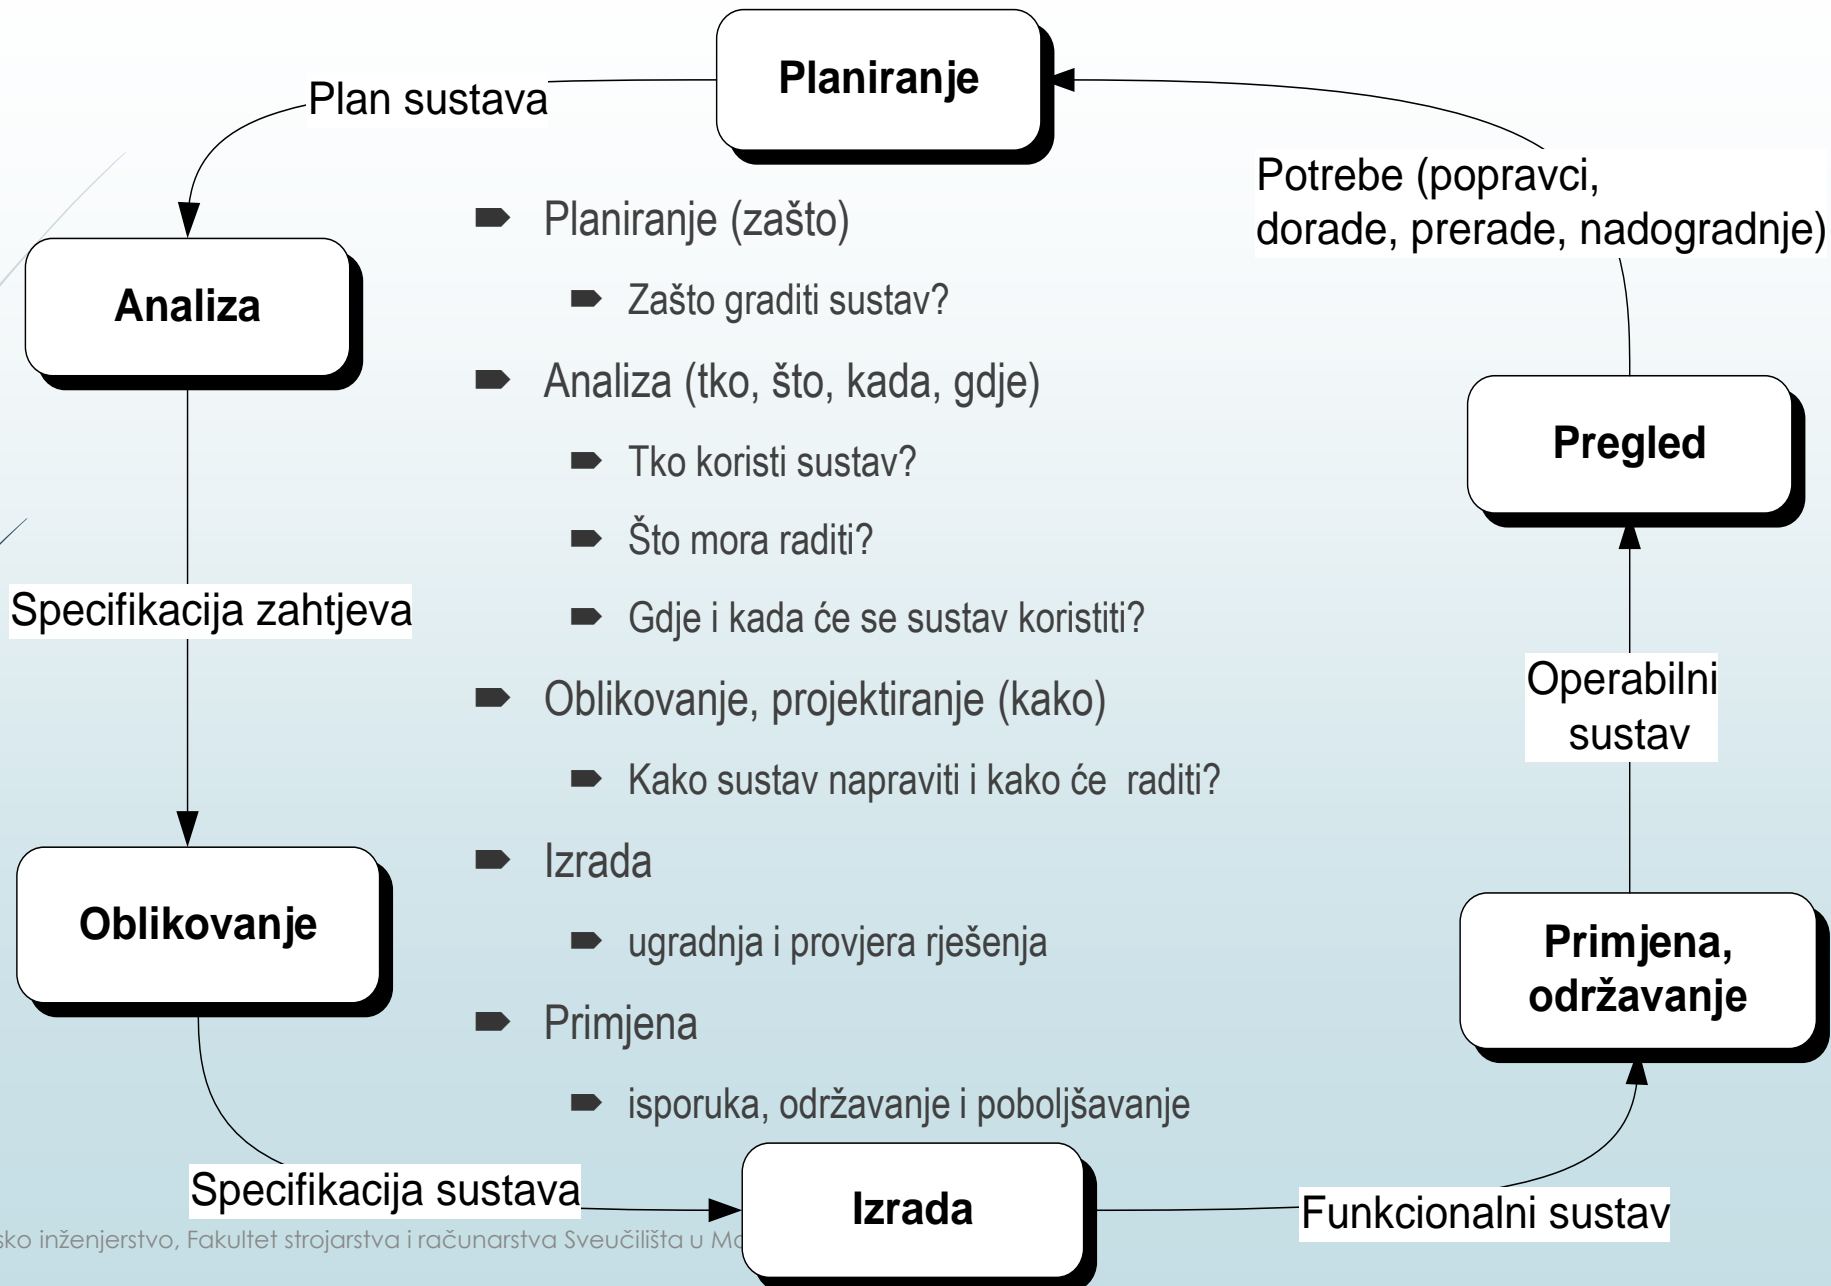 Planiranje
Plan sustava
Potrebe (popravci,
dorade, prerade, nadogradnje)
Analiza
Planiranje (zašto)
Zašto graditi sustav?
Analiza (tko, što, kada, gdje)
Tko koristi sustav?
Što mora raditi?
Gdje i kada će se sustav koristiti?
Oblikovanje, projektiranje (kako)
Kako sustav napraviti i kako će raditi?
Izrada
ugradnja i provjera rješenja
Primjena
isporuka, održavanje i poboljšavanje
Pregled
Specifikacija zahtjeva
Operabilni
sustav
Oblikovanje
Primjena,
održavanje
Specifikacija sustava
Izrada
Funkcionalni sustav
inženjerstvo, Fakultet strojarstva i računarstva Sveučilišta u